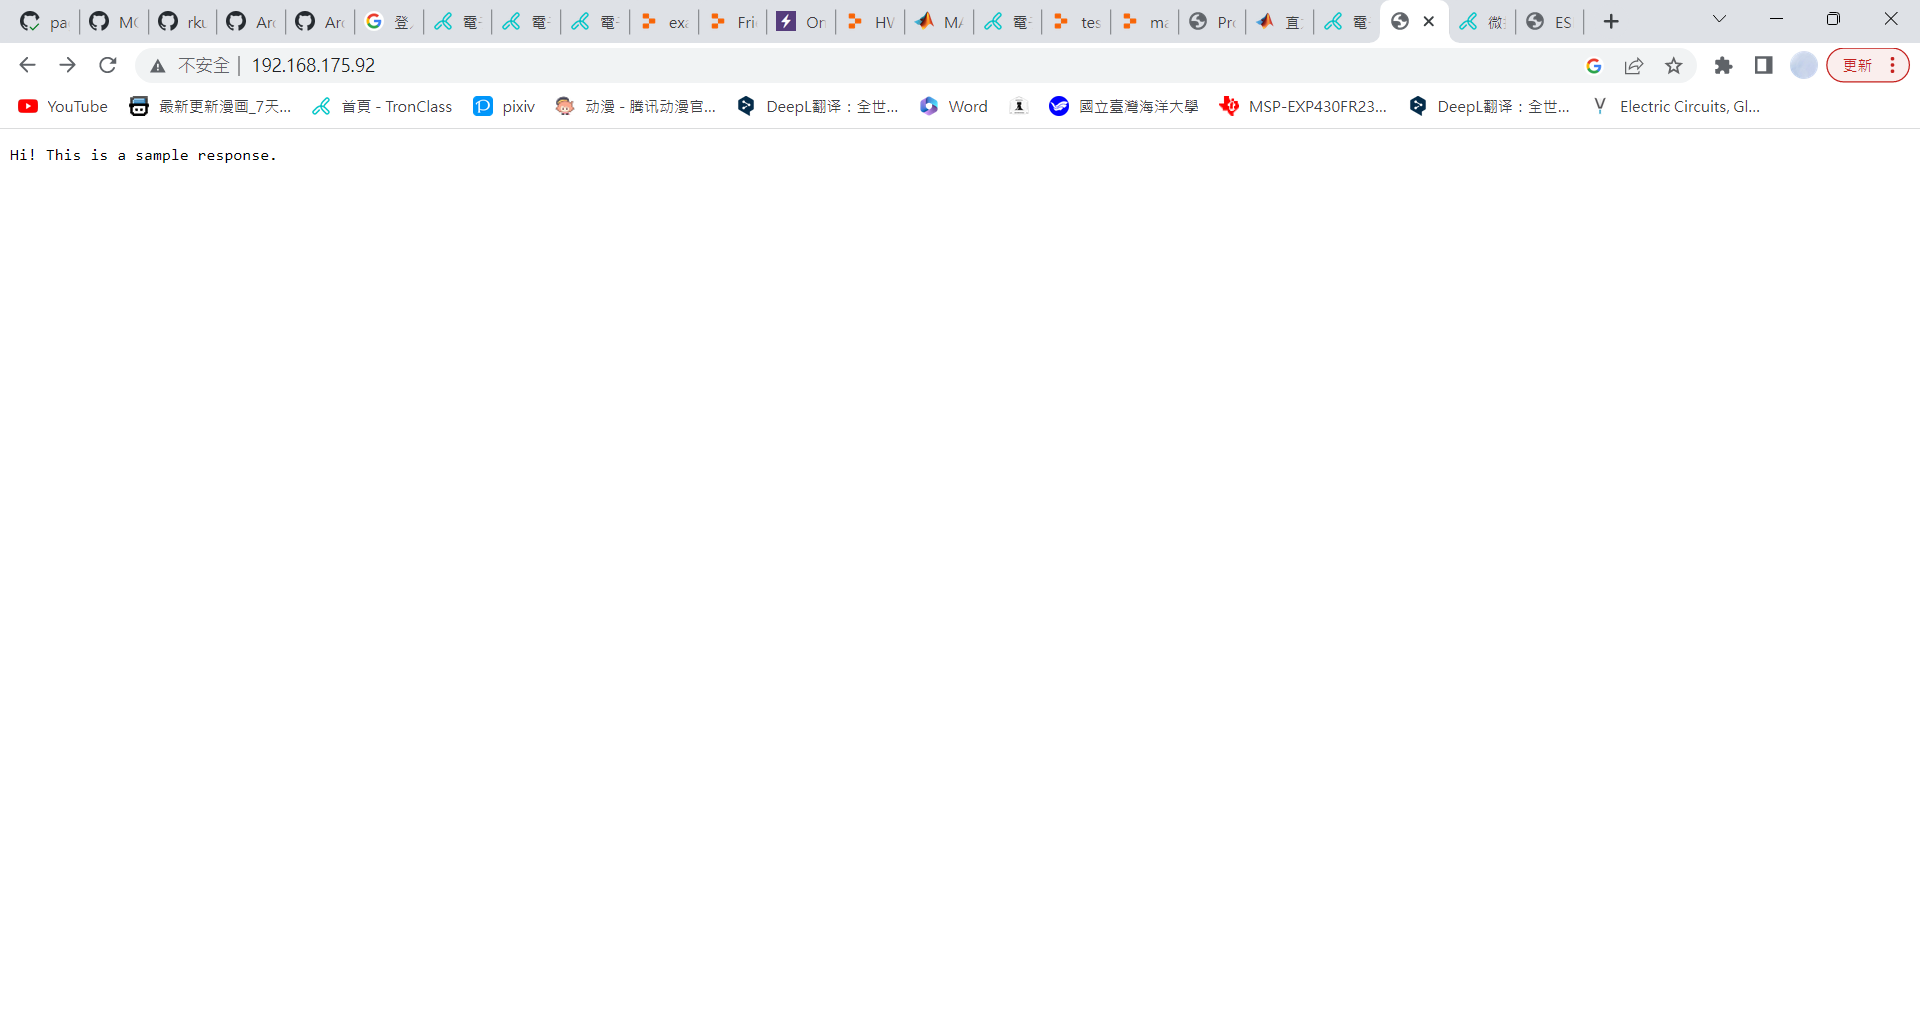 pa MC rku Arc Arc 登 電 電 電 exa Fri On HV MA 電 tes ma Pro 直 電 微 ES
不安全 192.168.175.92 更新
YouTube 最新更新漫画_7天... 首頁 - TronClass pixiv 动漫 - 腾讯动漫官... DeepL翻译：全世... Word 國立臺灣海洋大學 MSP-EXP430FR23... DeepL翻译：全世... Electric Circuits, Gl...
Hi! This is a sample response.